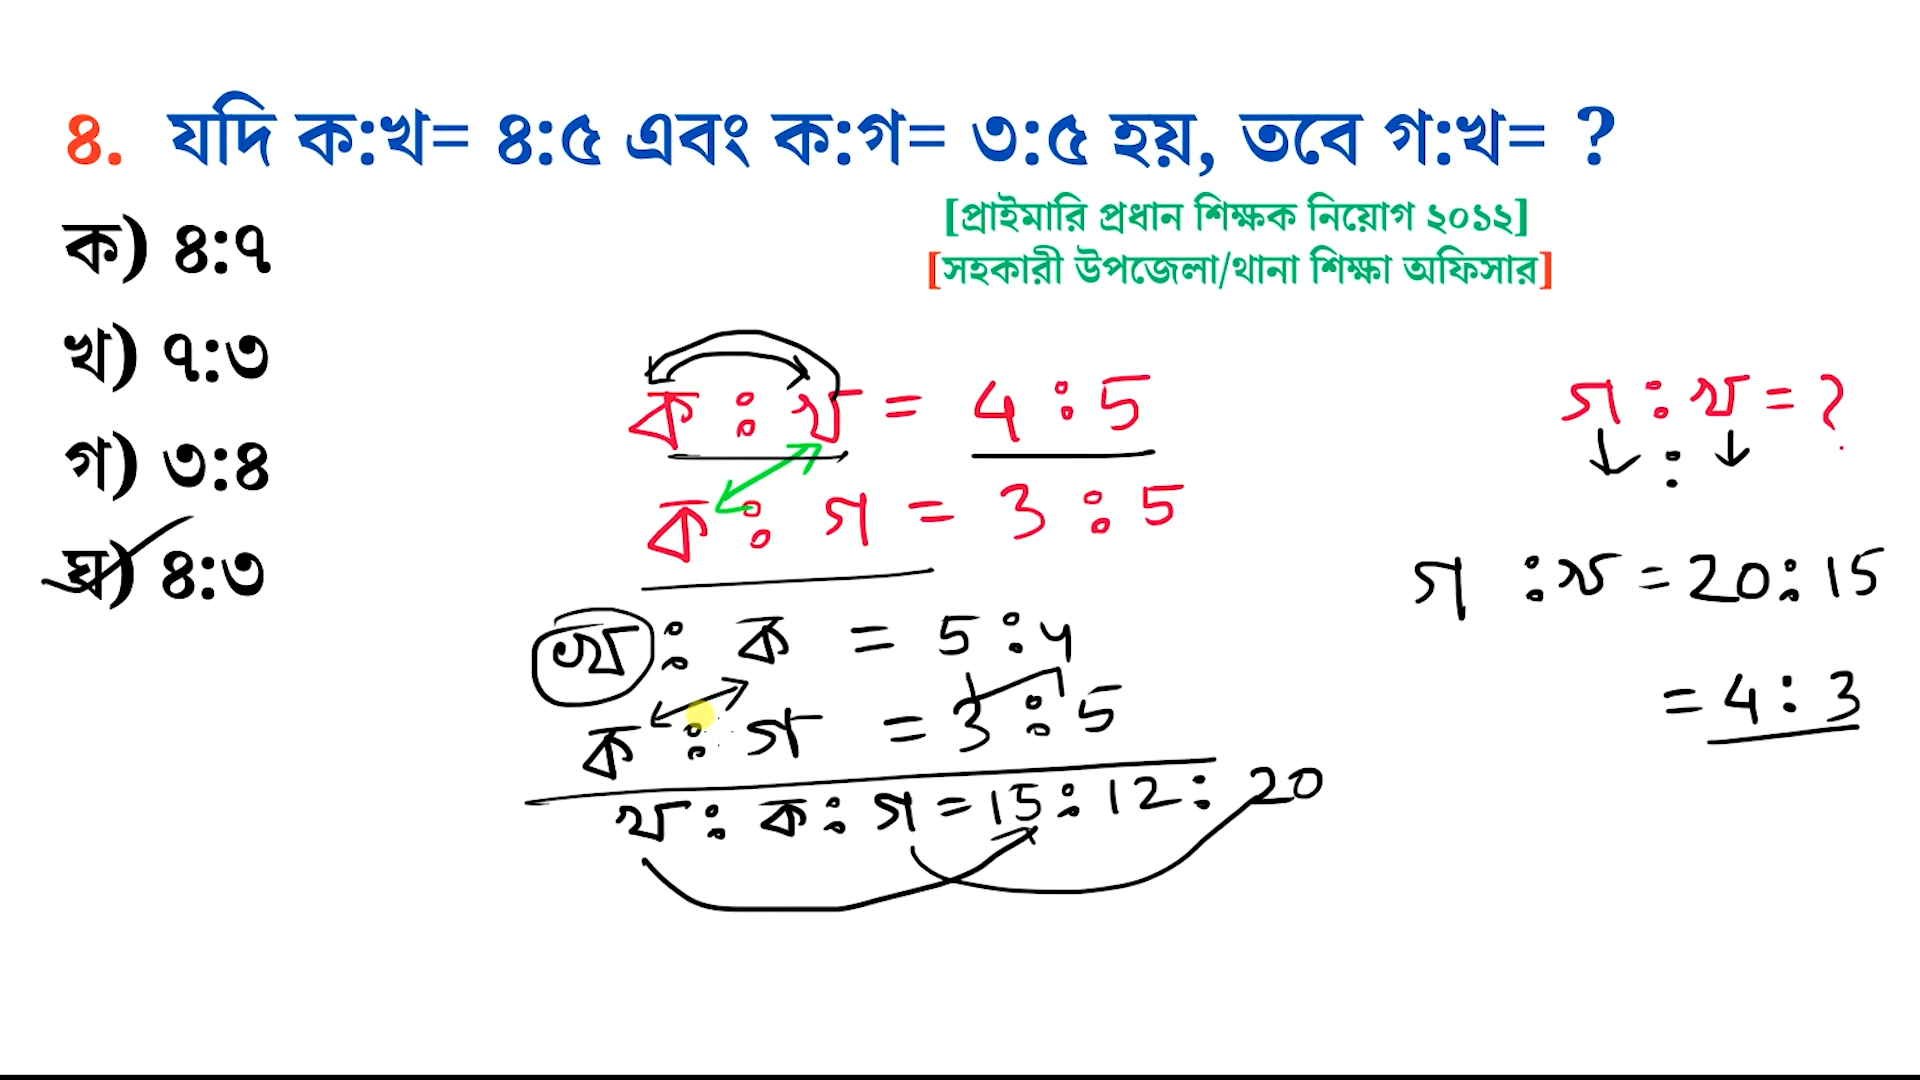 ৪. যদি ক:খ= ৪:৫ এবং ক:গ= ৩:৫ হয়, তবে গ:খ= ?
[প্রাইমারি প্রধান শিক্ষক নিয়োগ ২০১২]
[সহকারী উপজেলা/থানা শিক্ষা অফিসার]
ক) ৪:৭
খ) ৭:৩
গ) ৩:৪
ঘ) ৪:৩
ক : খ = 4 : 5
ক : গ = 3 : 5
খ : ক = 5 : 4
ক : গ = 3 : 5
খ : ক : গ = 15 : 12 : 20
গ : খ = ?
:
গ : খ = 20 : 15
= 4 : 3